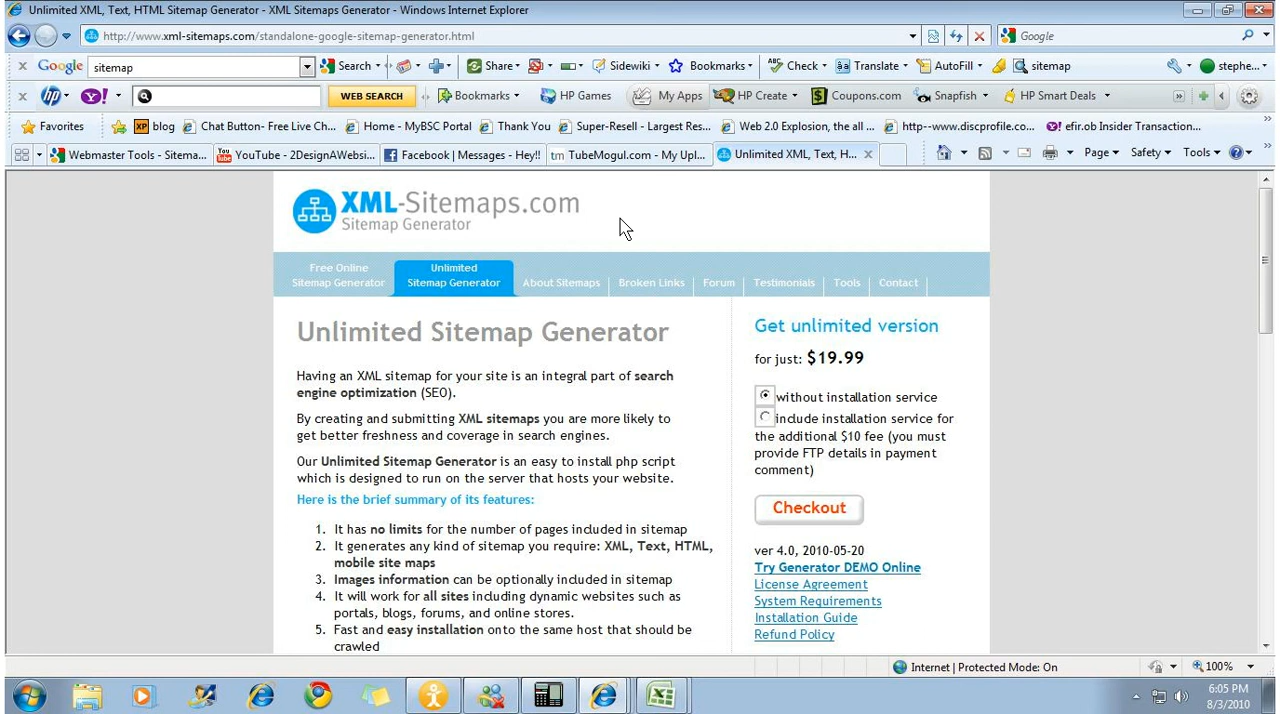 Unlimited XML, Text, HTML Sitemap Generator - XML Sitemaps Generator - Windows Internet Explorer
http://www.xml-sitemaps.com/standalone-google-sitemap-generator.html
Google
Google sitemap Search Share Sidewiki Bookmarks Check Translate AutoFill sitemap stephe...
hp Y! WEB SEARCH Bookmarks HP Games My Apps HP Create Coupons.com Snapfish HP Smart Deals
Favorites XP blog Chat Button- Free Live Ch... Home - MyBSC Portal Thank You Super-Resell - Largest Res... Web 2.0 Explosion, the all ... http--www.discprofile.co... efir.ob Insider Transaction...
Webmaster Tools - Sitema... YouTube - 2DesignAWebsi... Facebook | Messages - Hey!! tm TubeMogul.com - My Upl... Unlimited XML, Text, H... Page Safety Tools
XML-Sitemaps.com
Sitemap Generator
Free Online
Sitemap Generator
Unlimited
Sitemap Generator
About Sitemaps Broken Links Forum Testimonials Tools Contact
Unlimited Sitemap Generator
Having an XML sitemap for your site is an integral part of search
engine optimization (SEO).
By creating and submitting XML sitemaps you are more likely to
get better freshness and coverage in search engines.
Our Unlimited Sitemap Generator is an easy to install php script
which is designed to run on the server that hosts your website.
Here is the brief summary of its features:
1. It has no limits for the number of pages included in sitemap
2. It generates any kind of sitemap you require: XML, Text, HTML,
mobile site maps
3. Images information can be optionally included in sitemap
4. It will work for all sites including dynamic websites such as
portals, blogs, forums, and online stores.
5. Fast and easy installation onto the same host that should be
crawled
Get unlimited version
for just: $19.99
without installation service
include installation service for
the additional $10 fee (you must
provide FTP details in payment
comment)
Checkout
ver 4.0, 2010-05-20
Try Generator DEMO Online
License Agreement
System Requirements
Installation Guide
Refund Policy
Internet | Protected Mode: On 100%
6:05 PM
8/3/2010